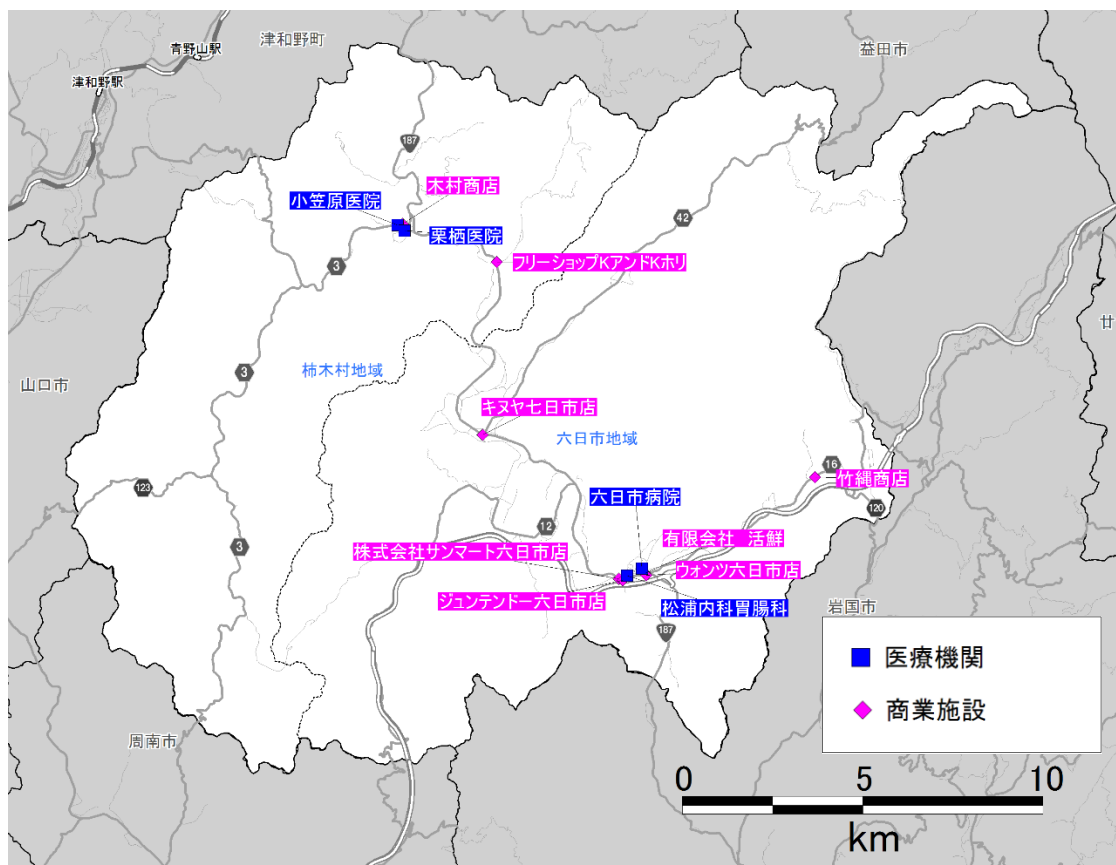 津和野町
青野山駅
益田市
津和野駅
187
木村商店
小笠原医院
42
栗栖医院
フリーショップKアンドKホリ
3
廿
3
柿木村地域
山口市
キヌヤ七日市店
六日市地域
16
竹縄商店
123
六日市病院
120
12
有限会社 活鮮
3
株式会社サンマート六日市店
ウォンツ六日市店
ジュンテンドー六日市店
松浦内科胃腸科
岩国市
187
医療機関
商業施設
周南市
0 5 10
km